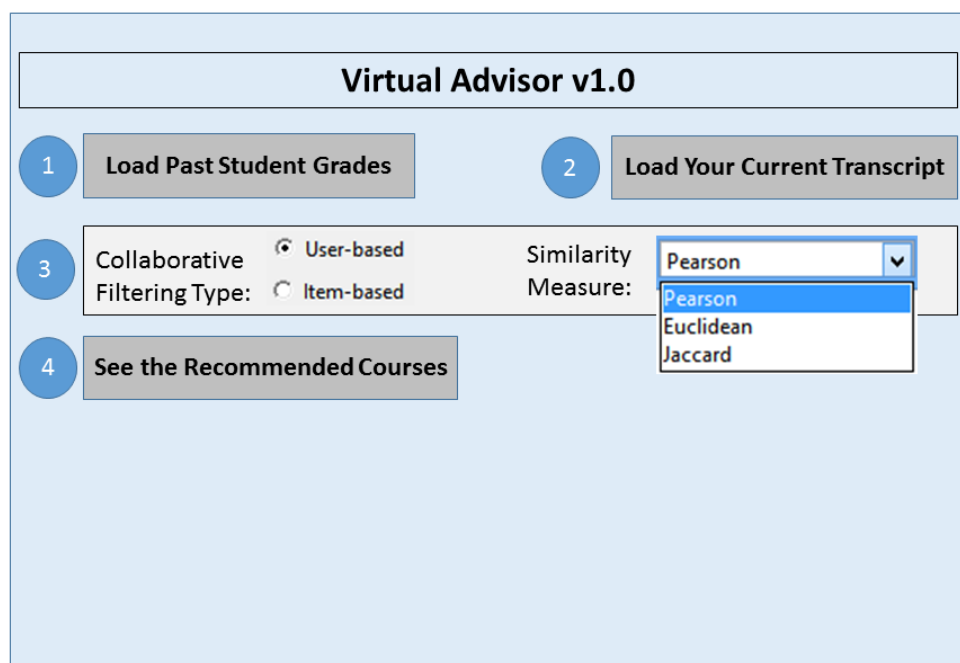 Virtual Advisor v1.0
1
Load Past Student Grades
2
Load Your Current Transcript
3
Collaborative
Filtering Type:
User-based
Item-based
Similarity
Measure:
Pearson
Pearson
Euclidean
Jaccard
4
See the Recommended Courses